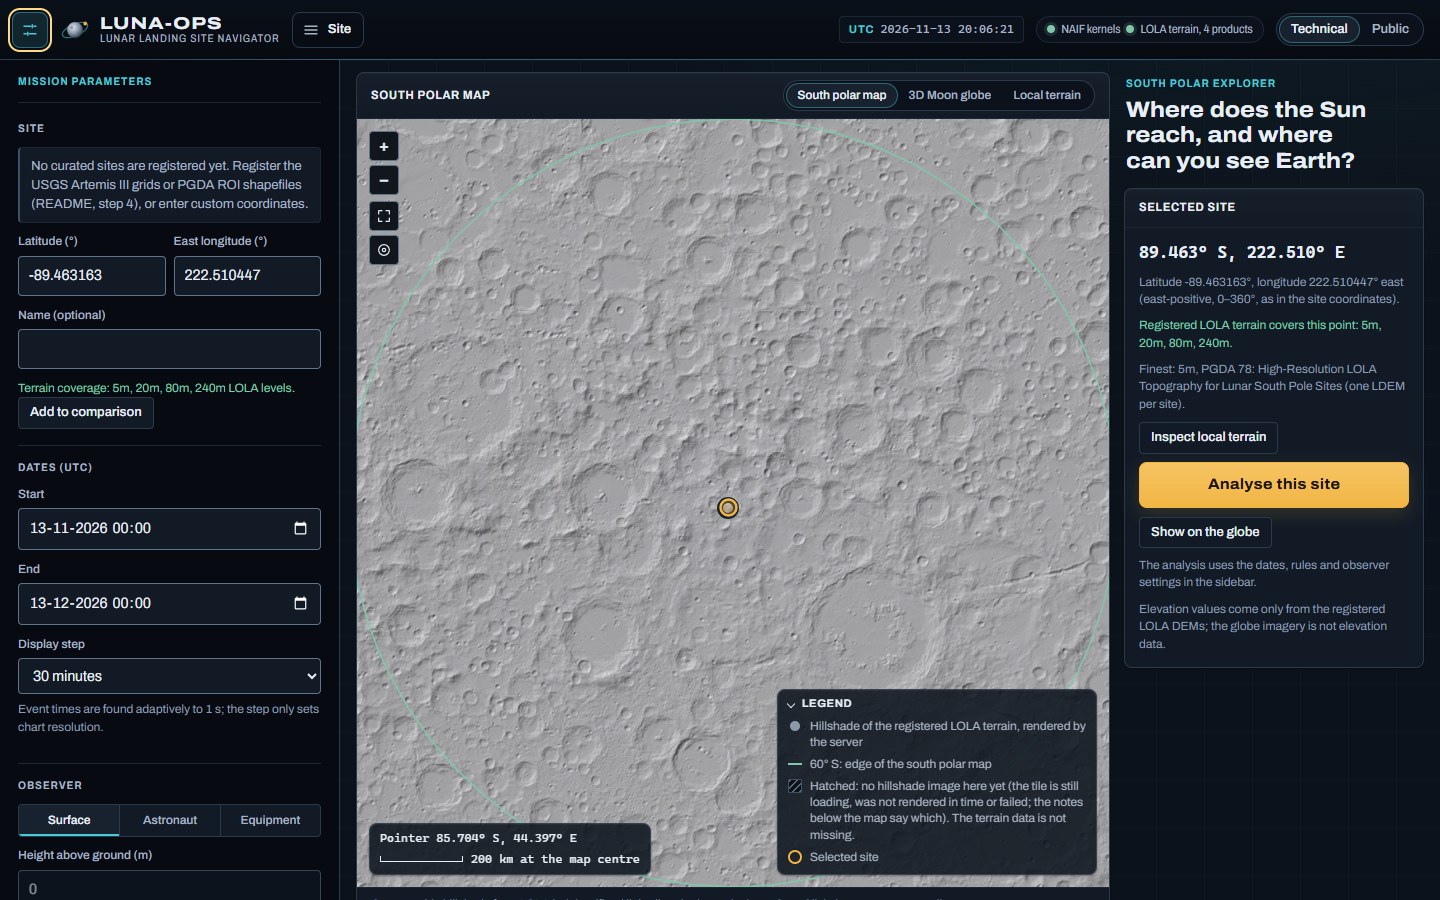 LUNA-OPS
LUNAR LANDING SITE NAVIGATOR
Site
UTC 2026-11-13 20:06:21
NAIF kernels
LOLA terrain, 4 products
Technical
Public
MISSION PARAMETERS
SITE
No curated sites are registered yet. Register the
USGS Artemis III grids or PGDA ROI shapefiles
(README, step 4), or enter custom coordinates.
Latitude (°)
East longitude (°)
-89.463163
222.510447
Name (optional)
Terrain coverage: 5m, 20m, 80m, 240m LOLA levels.
Add to comparison
DATES (UTC)
Start
13-11-2026 00:00
End
13-12-2026 00:00
Display step
30 minutes
Event times are found adaptively to 1 s; the step only sets
chart resolution.
OBSERVER
Surface
Astronaut
Equipment
Height above ground (m)
0
SOUTH POLAR MAP
South polar map
3D Moon globe
Local terrain
+
−
Pointer 85.704° S, 44.397° E
200 km at the map centre
LEGEND
Hillshade of the registered LOLA terrain, rendered by
the server
60° S: edge of the south polar map
Hatched: no hillshade image here yet (the tile is still
loading, was not rendered in time or failed; the notes
below the map say which). The terrain data is not
missing.
Selected site
SOUTH POLAR EXPLORER
Where does the Sun
reach, and where
can you see Earth?
SELECTED SITE
89.463° S, 222.510° E
Latitude -89.463163°, longitude 222.510447° east
(east-positive, 0–360°, as in the site coordinates).
Registered LOLA terrain covers this point: 5m,
20m, 80m, 240m.
Finest: 5m, PGDA 78: High-Resolution LOLA
Topography for Lunar South Pole Sites (one LDEM
per site).
Inspect local terrain
Analyse this site
Show on the globe
The analysis uses the dates, rules and observer
settings in the sidebar.
Elevation values come only from the registered
LOLA DEMs; the globe imagery is not elevation
data.